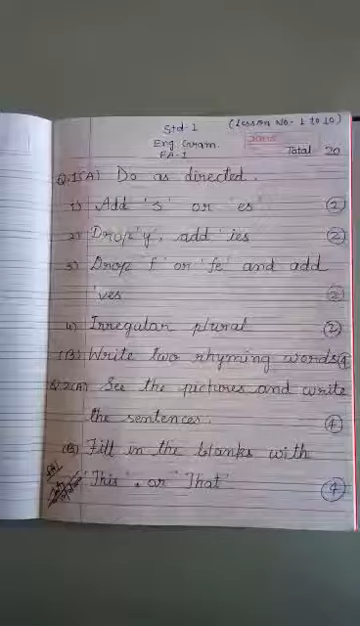 Std-1 (Lesson No- 1 to 10)
Eng. Gram.
FA-1 Total 20
Q.1(A) Do as directed.
1) Add 's' or 'es' (2)
2) Drop 'y', add 'ies (2)
3) Drop 'f' or 'fe' and add
'ves (2)
4) Irregular plural (2)
(B) Write two rhyming words (4)
Q.2(A) See the pictures and write
the sentences. (4)
(B) Fill in the blanks with
'This' or 'That' (4)